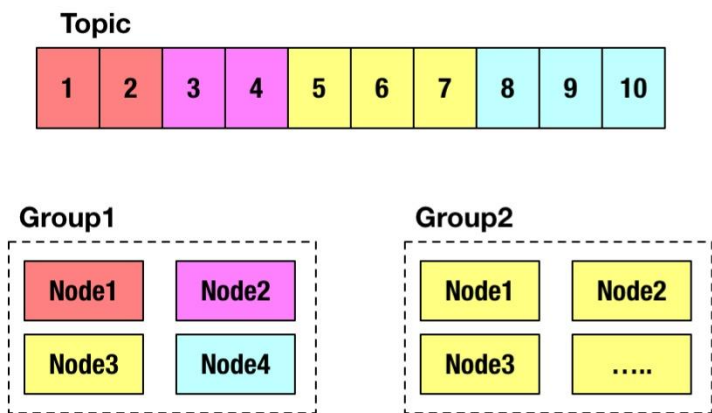 Topic
1 2 3 4 5 6 7 8 9 10
Group1
Node1 Node2
Node3 Node4
Group2
Node1 Node2
Node3 .....